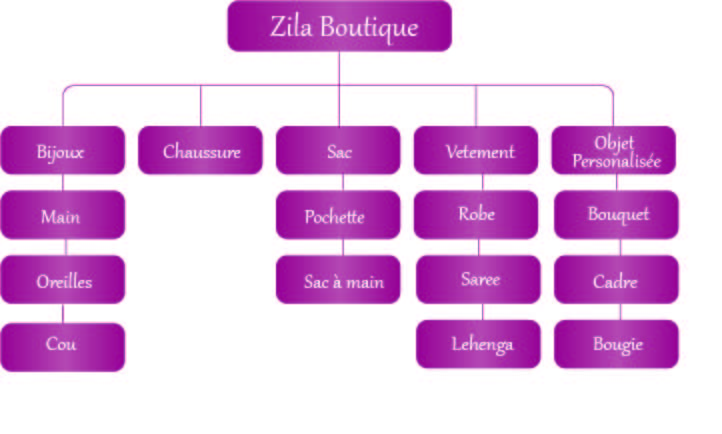 Zila Boutique
Bijoux
Chaussure
Sac
Vetement
Objet
Personalisée
Main
Pochette
Robe
Bouquet
Oreilles
Sac à main
Saree
Cadre
Cou
Lehenga
Bougie